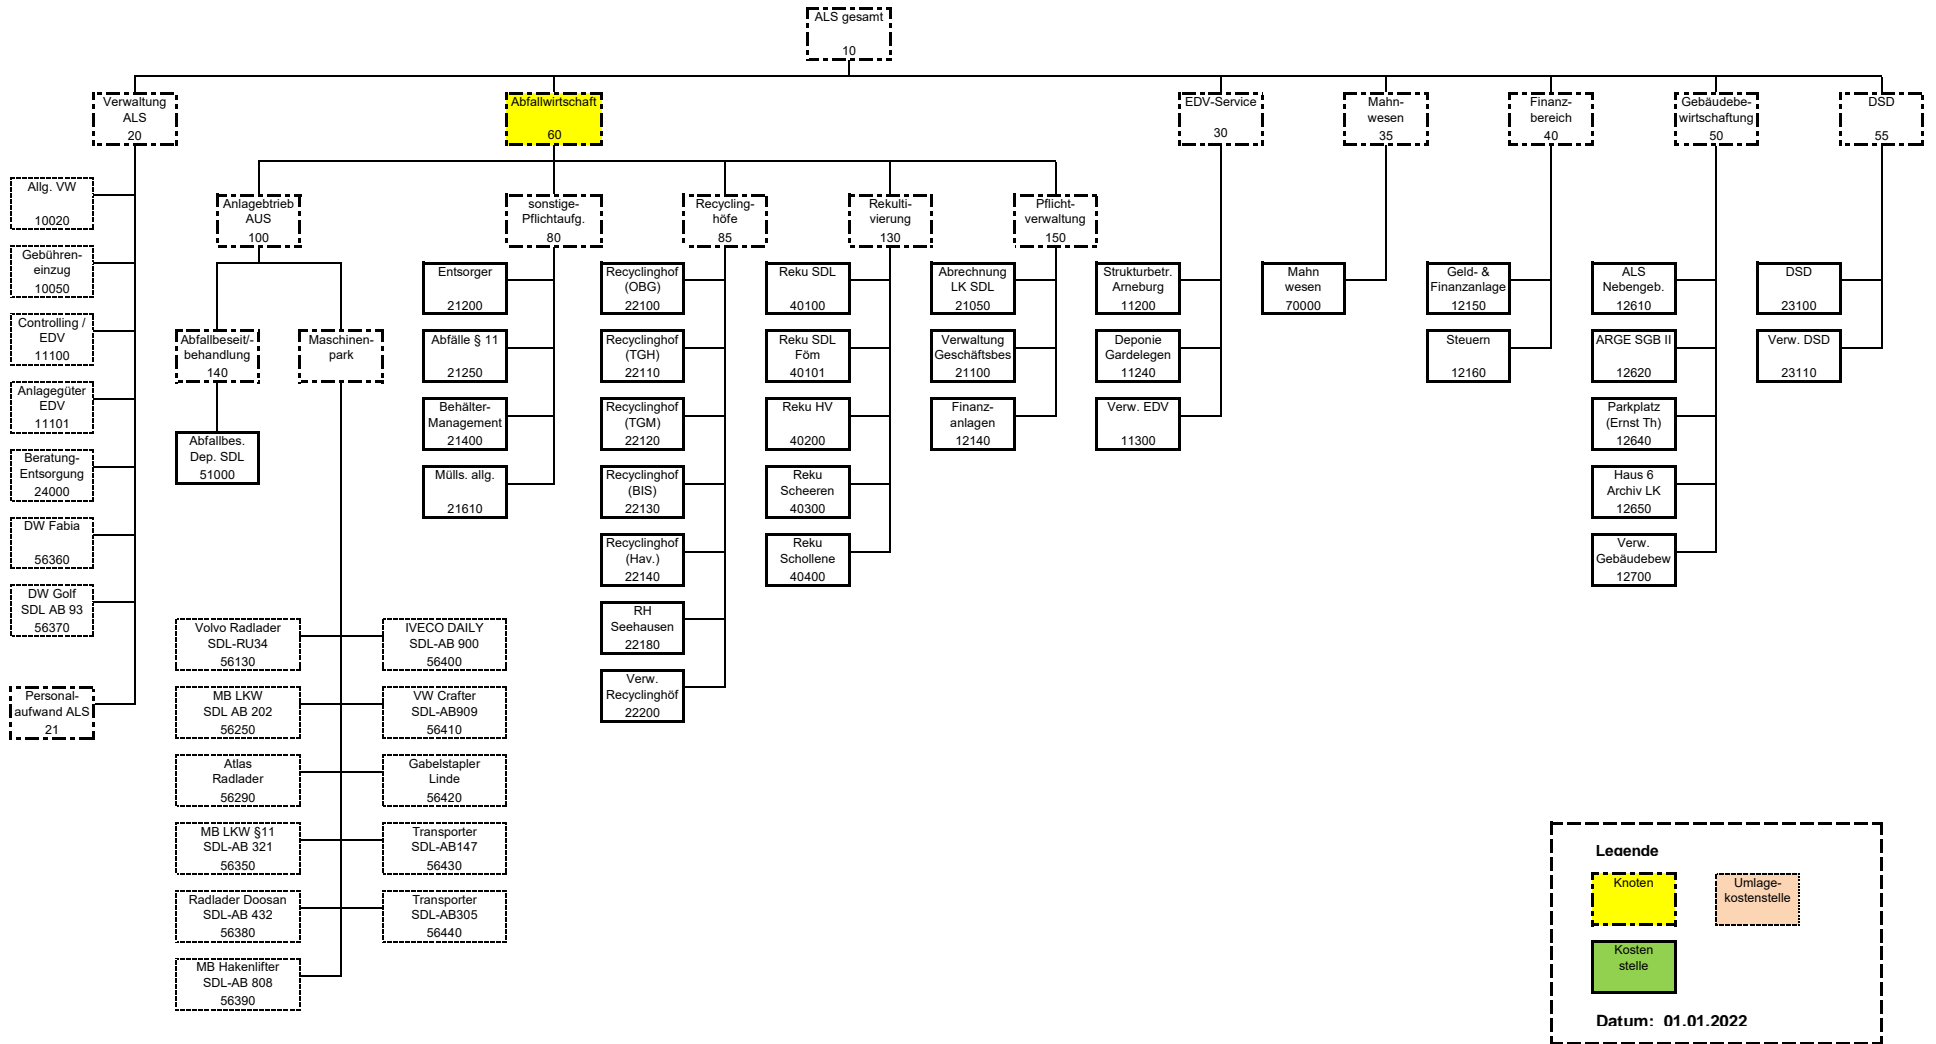 ALS gesamt
10
Verwaltung
ALS
20
Abfallwirtschaft
60
EDV-Service
30
Mahn-
wesen
35
Finanz-
bereich
40
Gebäudebe-
wirtschaftung
50
DSD
55
Allg. VW
10020
Gebühren-
einzug
10050
Controlling /
EDV
11100
Anlagegüter
EDV
11101
Beratung-
Entsorgung
24000
DW Fabia
56360
DW Golf
SDL AB 93
56370
Personal-
aufwand ALS
21
Anlagebtrieb
AUS
100
Abfallbeseit/-
behandlung
140
Maschinen-
park
Abfallbes.
Dep. SDL
51000
Volvo Radlader
SDL-RU34
56130
IVECO DAILY
SDL-AB 900
56400
MB LKW
SDL AB 202
56250
VW Crafter
SDL-AB909
56410
Atlas
Radlader
56290
Gabelstapler
Linde
56420
MB LKW §11
SDL-AB 321
56350
Transporter
SDL-AB147
56430
Radlader Doosan
SDL-AB 432
56380
Transporter
SDL-AB305
56440
MB Hakenlifter
SDL-AB 808
56390
sonstige-
Pflichtaufg.
80
Entsorger
21200
Abfälle § 11
21250
Behälter-
Management
21400
Mülls. allg.
21610
Recycling-
höfe
85
Recyclinghof
(OBG)
22100
Recyclinghof
(TGH)
22110
Recyclinghof
(TGM)
22120
Recyclinghof
(BIS)
22130
Recyclinghof
(Hav.)
22140
RH
Seehausen
22180
Verw.
Recyclinghöf
22200
Rekulti-
vierung
130
Reku SDL
40100
Reku SDL
Föm
40101
Reku HV
40200
Reku
Scheeren
40300
Reku
Schollene
40400
Pflicht-
verwaltung
150
Abrechnung
LK SDL
21050
Verwaltung
Geschäftsbes
21100
Finanz-
anlagen
12140
Strukturbetr.
Arneburg
11200
Deponie
Gardelegen
11240
Verw. EDV
11300
Mahn
wesen
70000
Geld- &
Finanzanlage
12150
Steuern
12160
ALS
Nebengeb.
12610
ARGE SGB II
12620
Parkplatz
(Ernst Th)
12640
Haus 6
Archiv LK
12650
Verw.
Gebäudebew
12700
DSD
23100
Verw. DSD
23110
Legende
Knoten
Umlage-
kostenstelle
Kosten
stelle
Datum: 01.01.2022